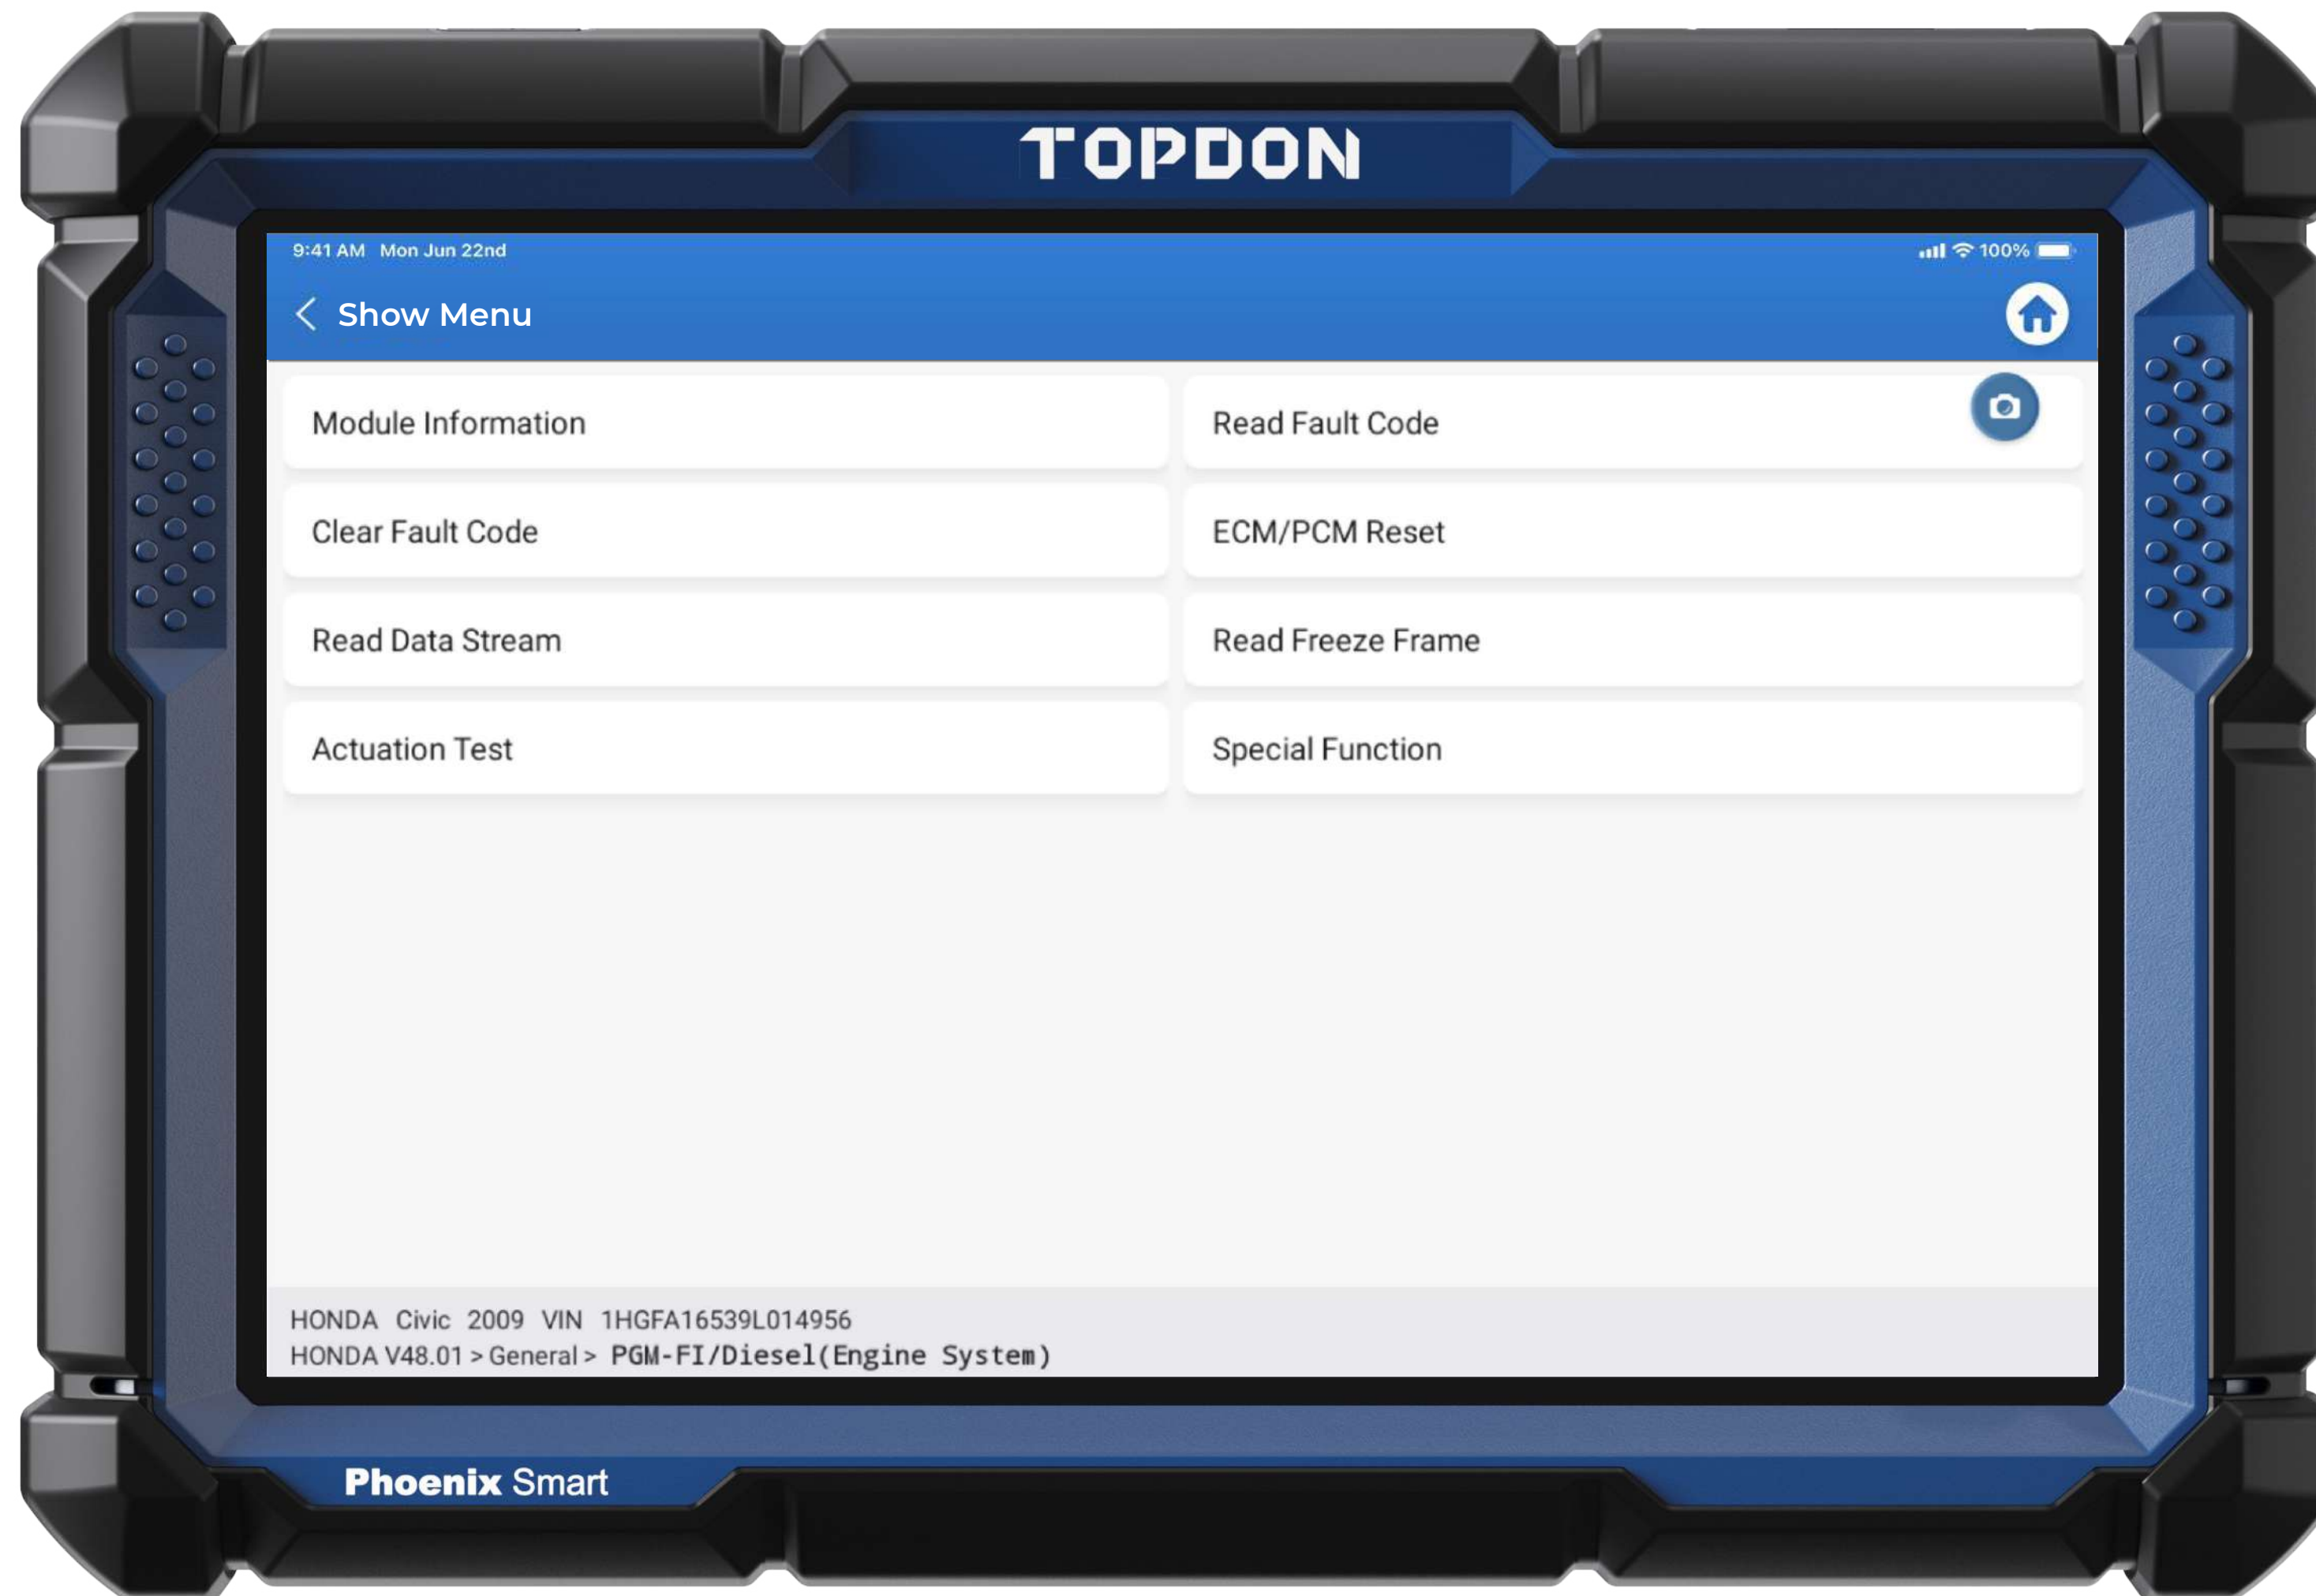 TOPDON
9:41 AM Mon Jun 22nd
100%
Show Menu
Module Information
Read Fault Code
Clear Fault Code
ECM/PCM Reset
Read Data Stream
Read Freeze Frame
Actuation Test
Special Function
HONDA Civic 2009 VIN 1HGFA16539L014956
HONDA V48.01 > General > PGM-FI/Diesel(Engine System)
Phoenix Smart